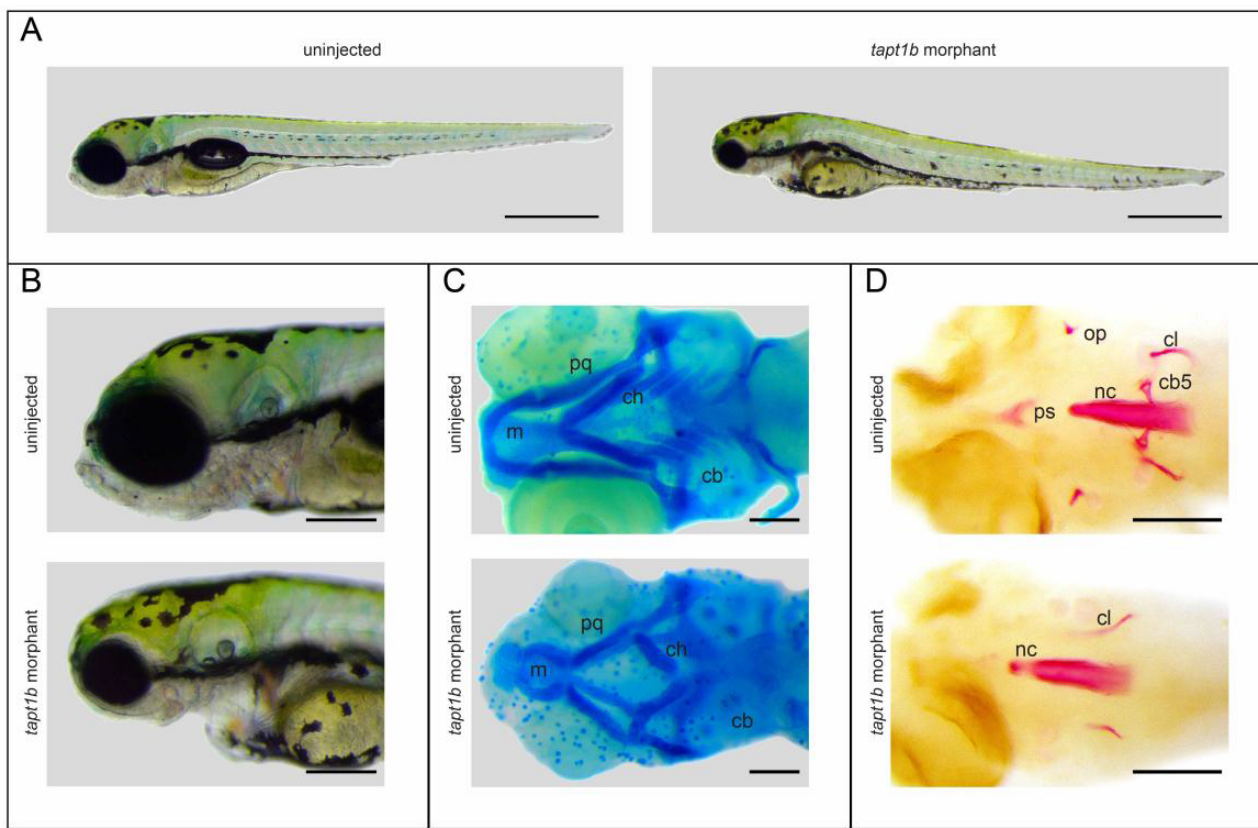 A
uninjected
tapt1b morphant
B
uninjected
tapt1b morphant
C
uninjected
pq
ch
m
cb
tapt1b morphant
pq
m
ch
cb
D
uninjected
op
cl
cb5
nc
ps
tapt1b morphant
cl
nc